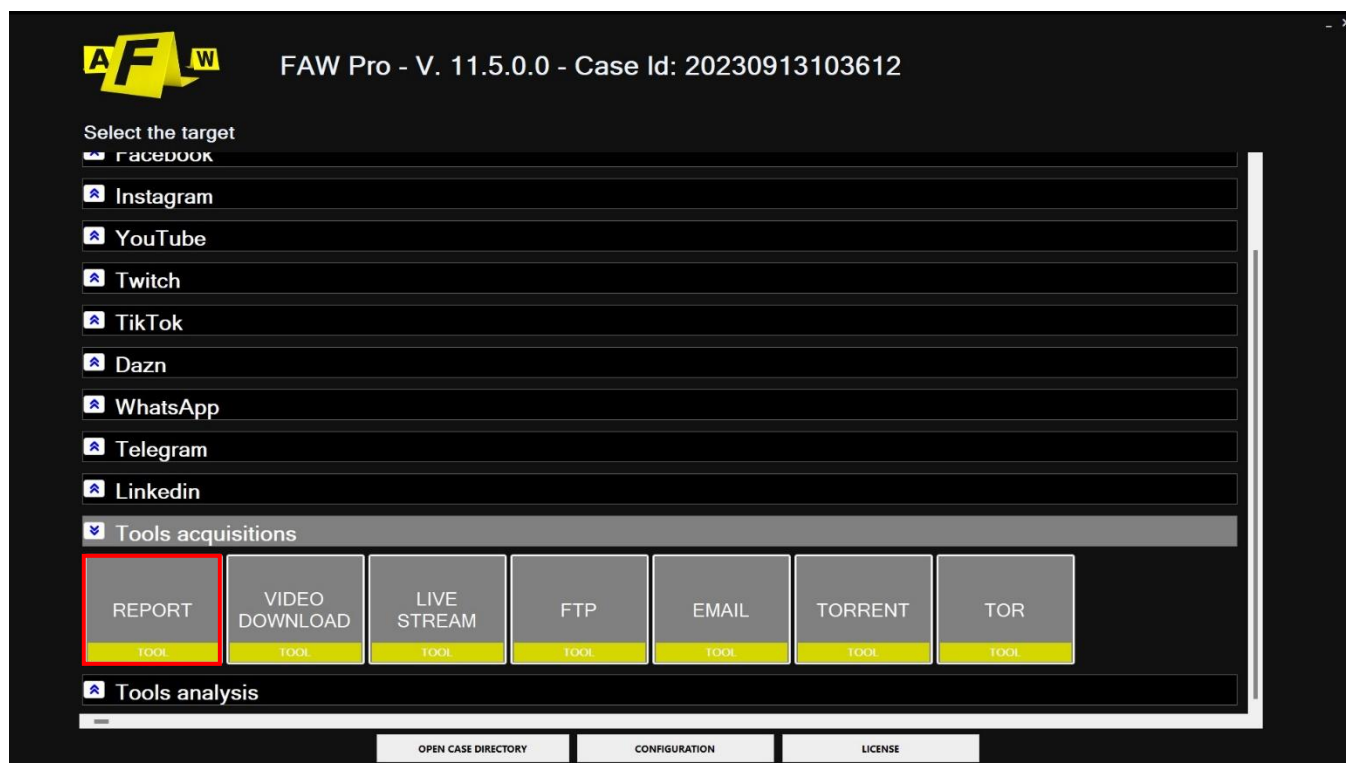 A F W
FAW Pro - V. 11.5.0.0 - Case Id: 20230913103612
Select the target
Facebook
Instagram
YouTube
Twitch
TikTok
Dazn
WhatsApp
Telegram
Linkedin
Tools acquisitions
REPORT
TOOL
VIDEO
DOWNLOAD
TOOL
LIVE
STREAM
TOOL
FTP
TOOL
EMAIL
TOOL
TORRENT
TOOL
TOR
TOOL
Tools analysis
OPEN CASE DIRECTORY
CONFIGURATION
LICENSE